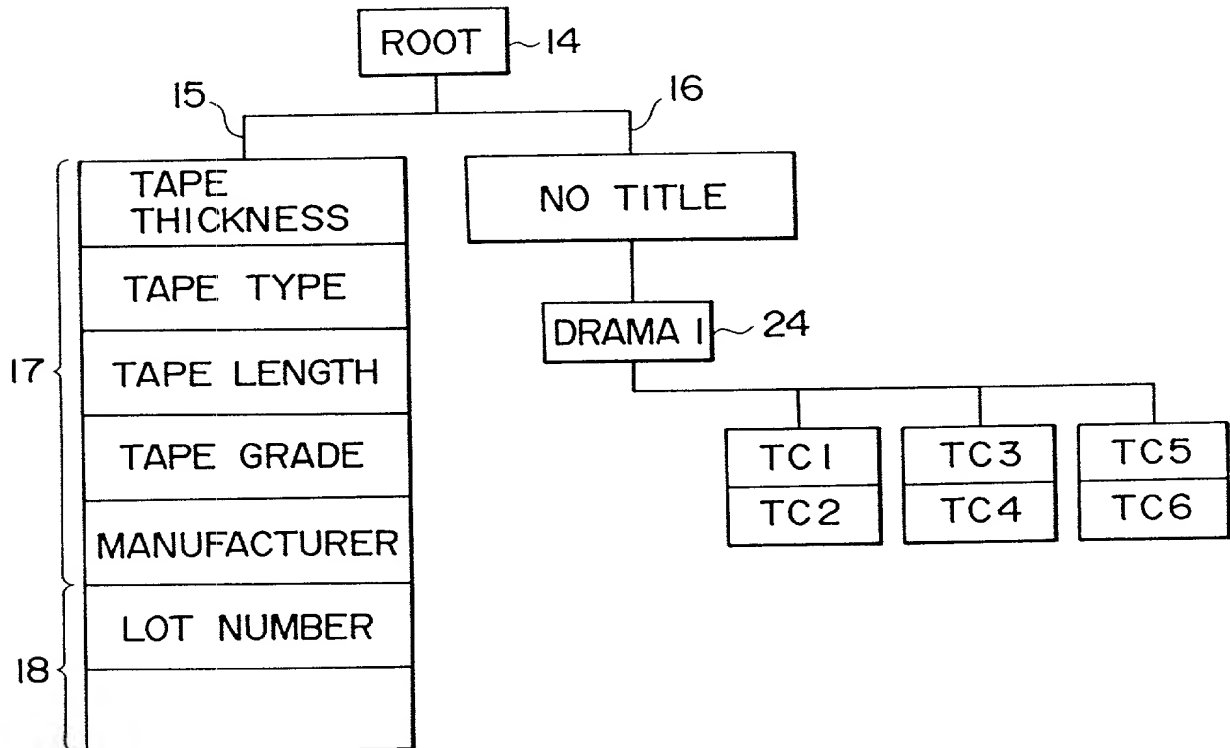 ROOT
14
15
16
TAPE
THICKNESS
NO TITLE
TAPE TYPE
DRAMA 1
24
17
TAPE LENGTH
TAPE GRADE
TC1
TC3
TC5
TC2
TC4
TC6
MANUFACTURER
LOT NUMBER
18